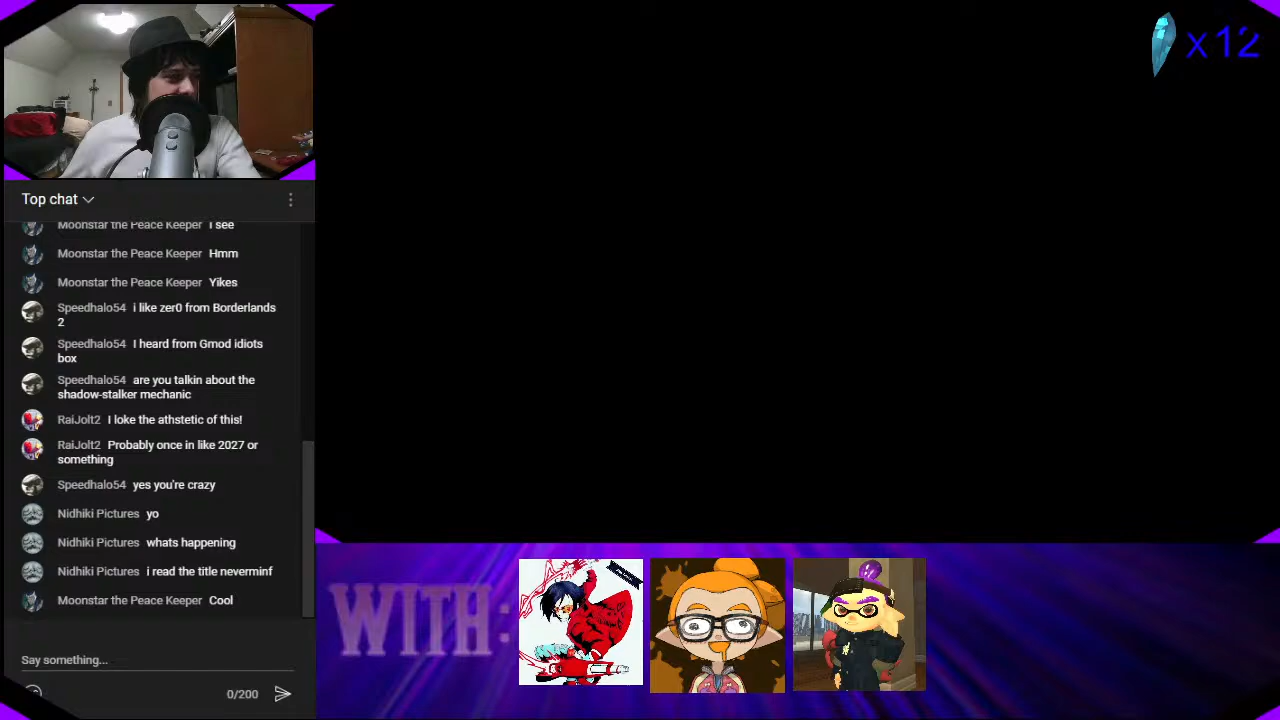 x12
Top chat
Moonstar the Peace Keeper I see
Moonstar the Peace Keeper Hmm
Moonstar the Peace Keeper Yikes
Speedhalo54 i like zer0 from Borderlands
2
Speedhalo54 I heard from Gmod idiots
box
Speedhalo54 are you talkin about the
shadow-stalker mechanic
RaiJolt2 I loke the athstetic of this!
RaiJolt2 Probably once in like 2027 or
something
Speedhalo54 yes you're crazy
Nidhiki Pictures yo
Nidhiki Pictures whats happening
Nidhiki Pictures i read the title neverminf
Moonstar the Peace Keeper Cool
Say something...
0/200
WITH: